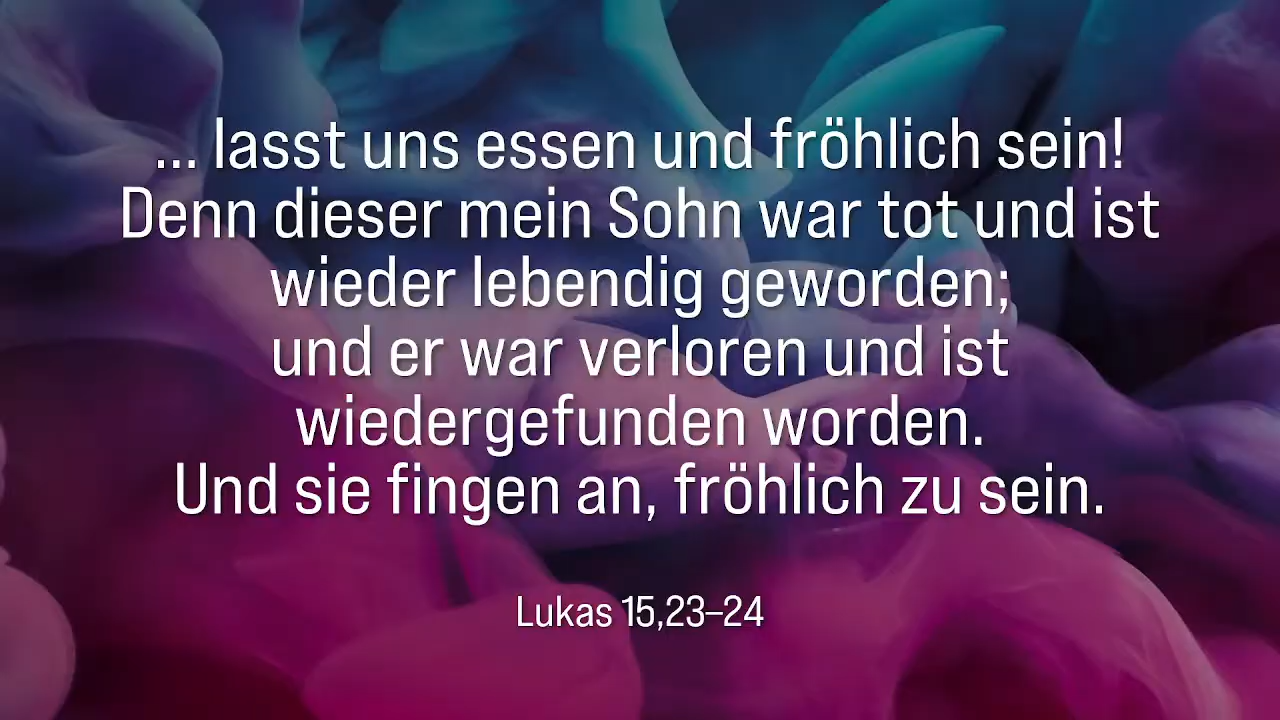 ... lasst uns essen und fröhlich sein!
Denn dieser mein Sohn war tot und ist
wieder lebendig geworden;
und er war verloren und ist
wiedergefunden worden.
Und sie fingen an, fröhlich zu sein.
Lukas 15,23–24